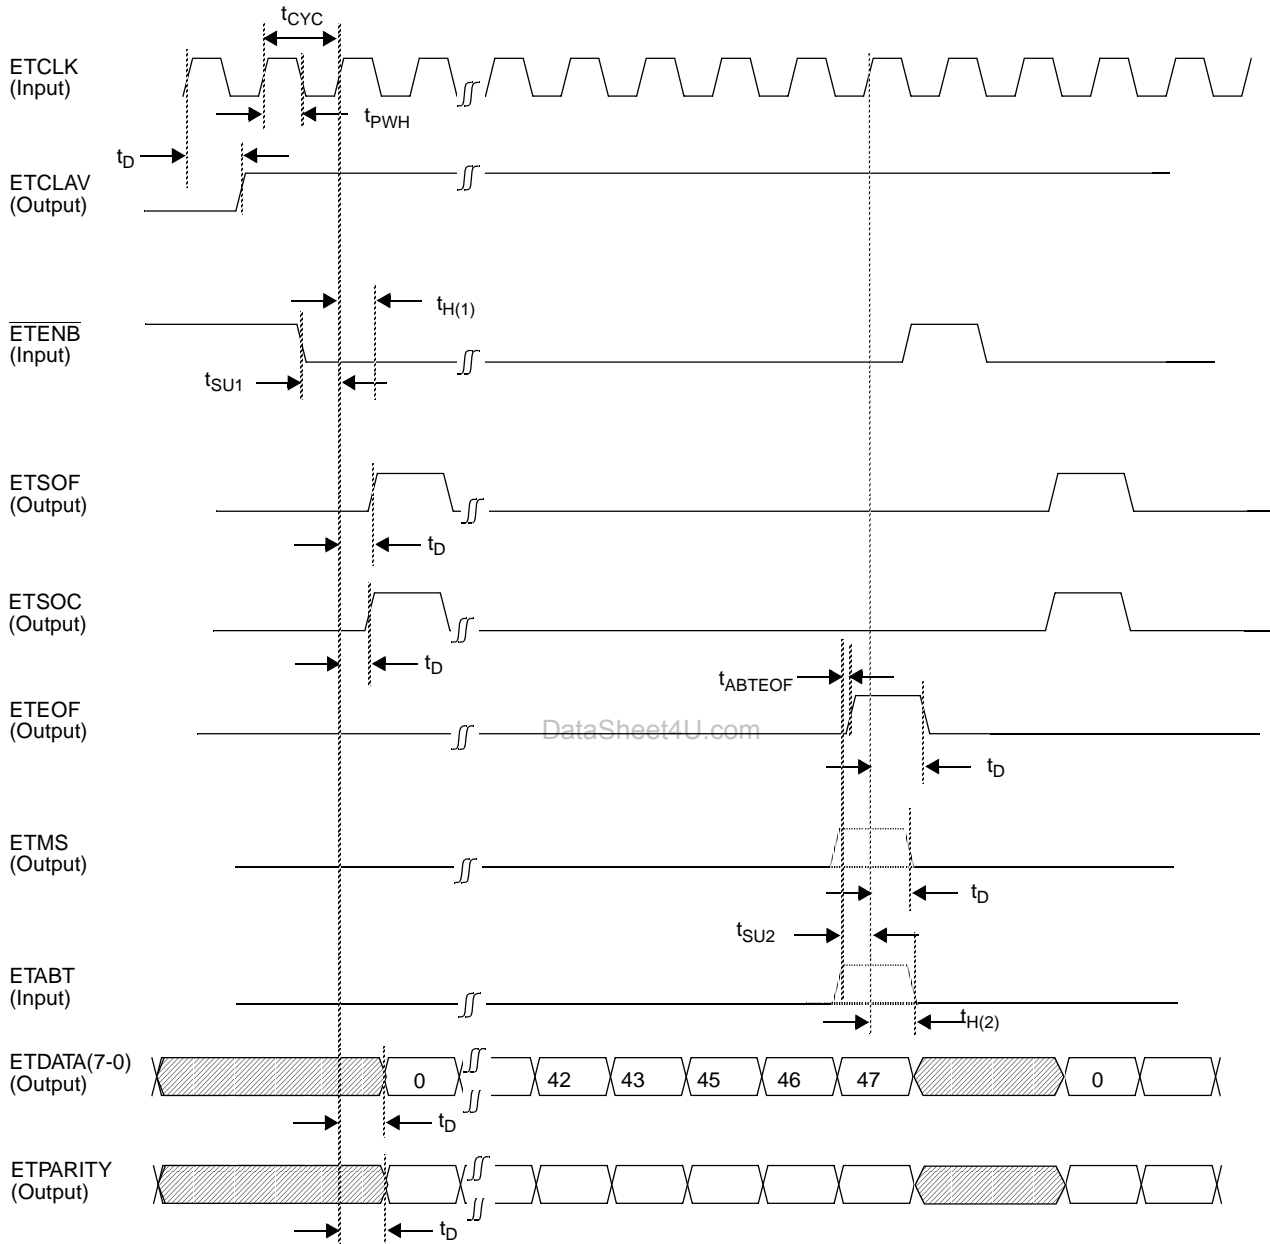 tCYC
ETCLK
(Input)
tPWH
tD
ETCLAV
(Output)
tH(1)
ETENB
(Input)
tSU1
ETSOF
(Output)
tD
ETSOC
(Output)
tD
tABTEOF
ETEOF
(Output)
DataSheet4U.com
tD
ETMS
(Output)
tD
tSU2
ETABT
(Input)
tH(2)
ETDATA(7-0)
(Output)
0 42 43 45 46 47 0
tD
ETPARITY
(Output)
tD